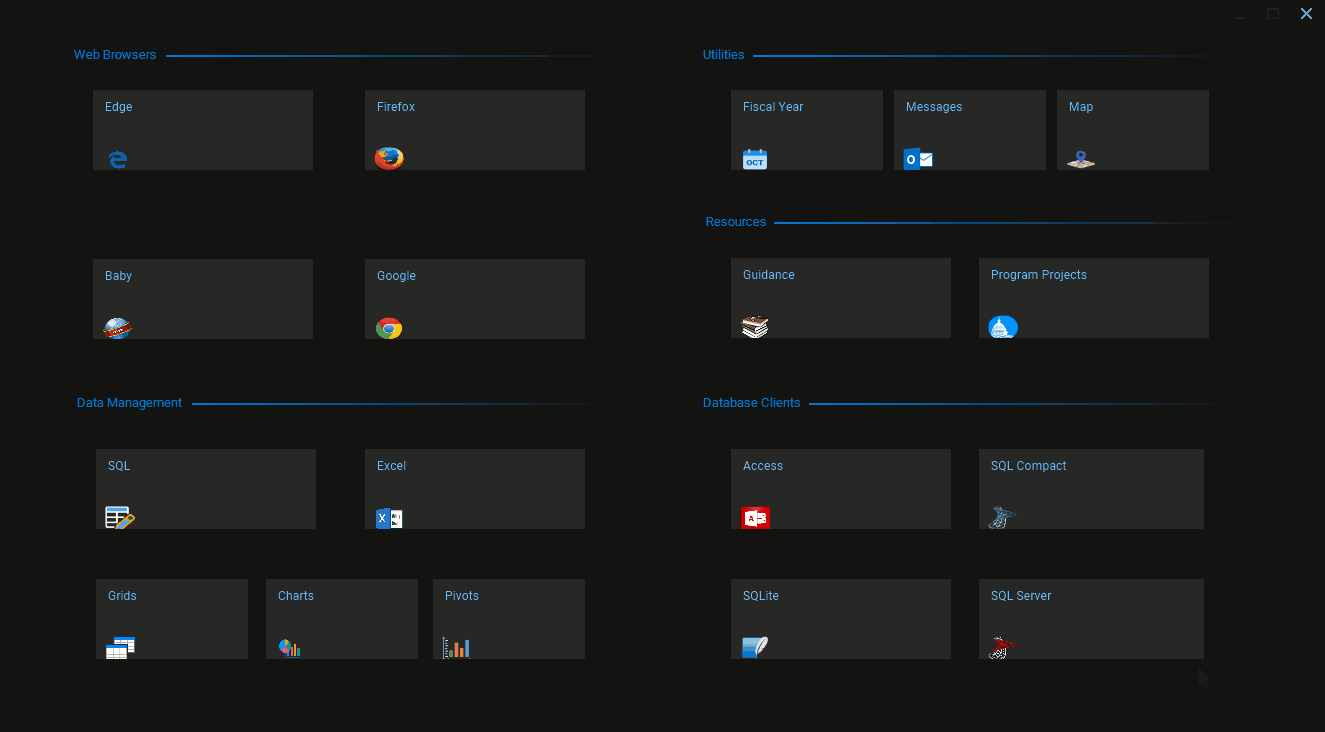 Web Browsers
Edge
Firefox
Baby
Google
Utilities
Fiscal Year
OCT
Messages
O
Map
Resources
Guidance
Program Projects
Data Management
SQL
Excel
X
Grids
Charts
Pivots
Database Clients
Access
A
SQL Compact
SQLite
SQL Server